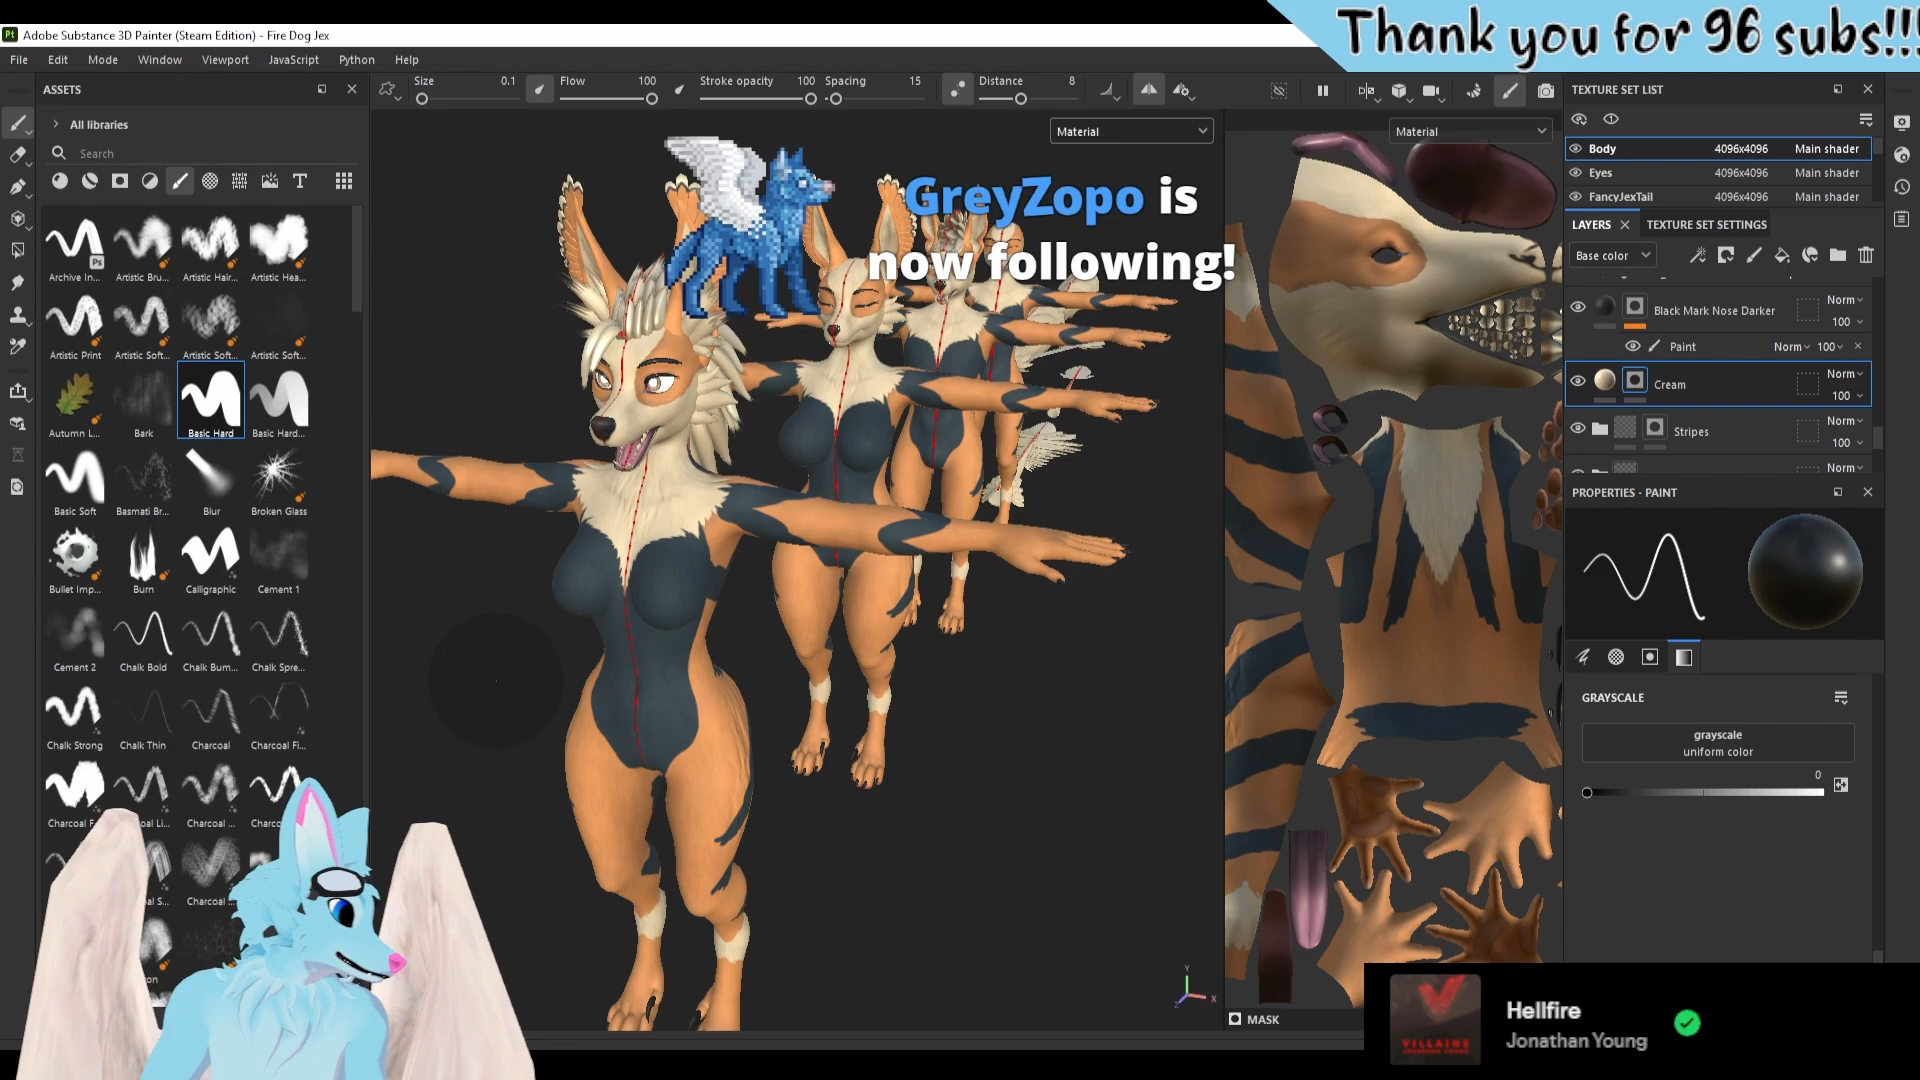 Thank you for 96 subs!!!
Adobe Substance 3D Painter (Steam Edition) - Fire Dog Jex
File Edit Mode Window Viewport JavaScript Python Help
ASSETS
Size 0.1 Flow 100 Stroke opacity 100 Spacing 15 Distance 8
All libraries
Search
Material
Material
GreyZopo is
now following!
Archive In...
Artistic Bru...
Artistic Hair...
Artistic Hea...
Artistic Print
Artistic Soft...
Artistic Soft...
Artistic Soft...
Autumn L...
Bark
Basic Hard
Basic Hard...
Basic Soft
Basmati Br...
Blur
Broken Glass
Bullet Imp...
Burn
Calligraphic
Cement 1
Cement 2
Chalk Bold
Chalk Bum...
Chalk Spre...
Chalk Strong
Chalk Thin
Charcoal
Charcoal Fi...
Charcoal ...
Charcoal ...
TEXTURE SET LIST
Body 4096x4096 Main shader
Eyes 4096x4096 Main shader
FancyJexTail 4096x4096 Main shader
LAYERS
TEXTURE SET SETTINGS
Base color
Black Mark Nose Darker Norm 100
Paint Norm 100
Cream Norm 100
Stripes Norm 100
Norm
PROPERTIES - PAINT
GRAYSCALE
grayscale
uniform color
0
Y
X
Z
MASK
VILLAINS
JONATHAN YOUNG
Hellfire
Jonathan Young